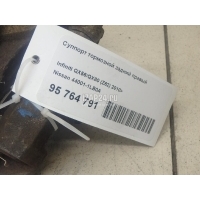 Суппорт тормозной задний правый
Infiniti QX56/QX80 (Z62) 2010>
Nissan 44001-1LB0A
95 764 791